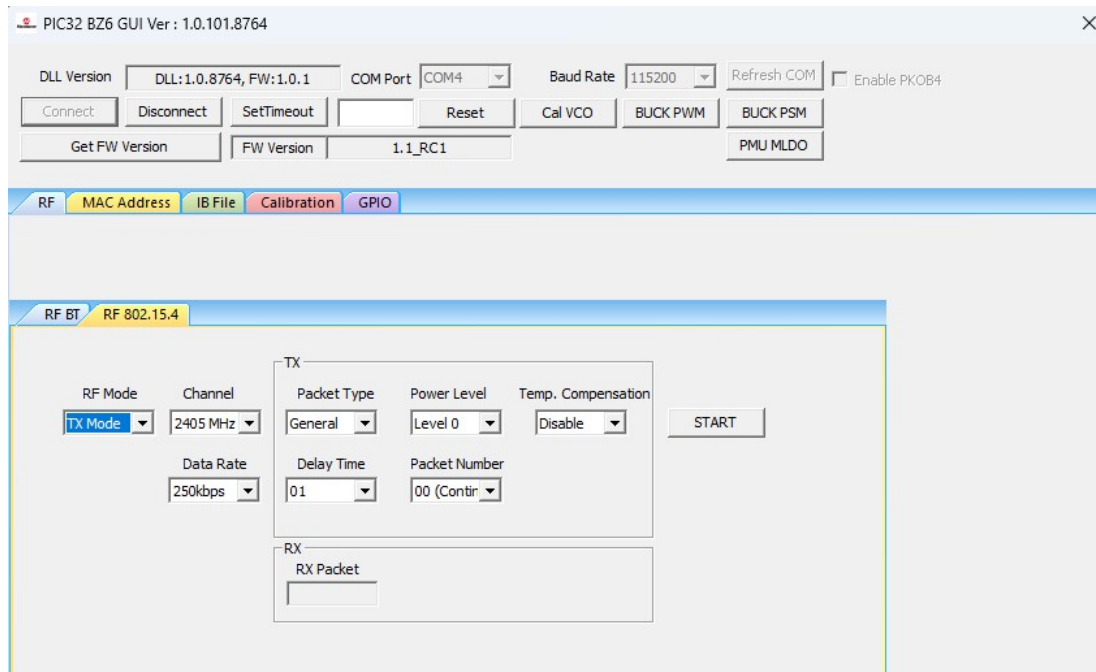 PIC32 BZ6 GUI Ver : 1.0.101.8764
DLL Version DLL:1.0.8764, FW:1.0.1 COM Port COM4 Baud Rate 115200 Refresh COM Enable PKOB4
Connect Disconnect SetTimeout Reset Cal VCO BUCK PWM BUCK PSM
Get FW Version FW Version 1.1_RC1 PMU MLDO
RF MAC Address IB File Calibration GPIO
RF BT RF 802.15.4
TX
RF Mode Channel Packet Type Power Level Temp. Compensation
TX Mode 2405 MHz General Level 0 Disable START
Data Rate Delay Time Packet Number
250kbps 01 00 (Contir
RX
RX Packet